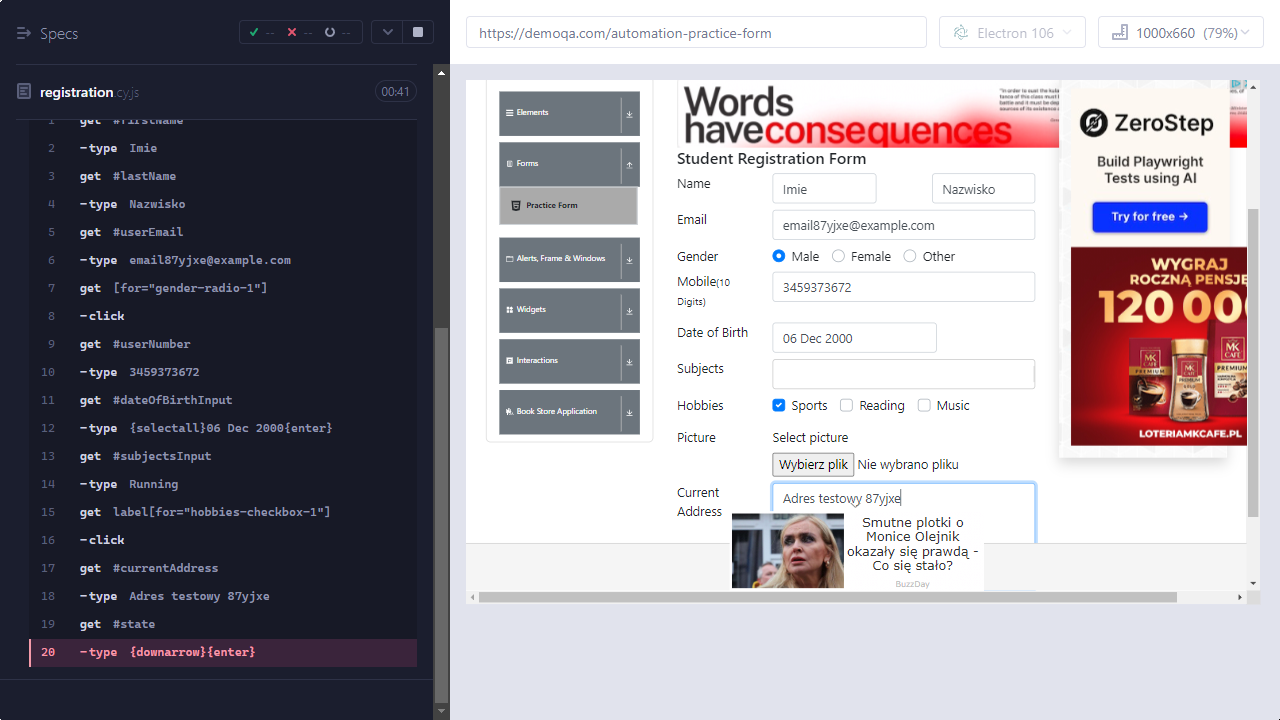 Specs
-- -- --
https://demoqa.com/automation-practice-form
Electron 106
1000x660 (79%)
registration.cy.js
00:41
1 get #firstName
2 -type Imie
3 get #lastName
4 -type Nazwisko
5 get #userEmail
6 -type email87yjxe@example.com
7 get [for="gender-radio-1"]
8 -click
9 get #userNumber
10 -type 3459373672
11 get #dateOfBirthInput
12 -type {selectall}06 Dec 2000{enter}
13 get #subjectsInput
14 -type Running
15 get label[for="hobbies-checkbox-1"]
16 -click
17 get #currentAddress
18 -type Adres testowy 87yjxe
19 get #state
20 -type {downarrow}{enter}
Elements
Forms
Practice Form
Alerts, Frame & Windows
Widgets
Interactions
Book Store Application
Words
haveconsequences
Student Registration Form
Name Imie Nazwisko
Email email87yjxe@example.com
Gender Male Female Other
Mobile(10 Digits) 3459373672
Date of Birth 06 Dec 2000
Subjects
Hobbies Sports Reading Music
Picture Select picture
Wybierz plik Nie wybrano pliku
Current Address Adres testowy 87yjxe
Smutne plotki o
Monice Olejnik
okazały się prawdą -
Co się stało?
BuzzDay
ZeroStep
Build Playwright
Tests using AI
Try for free →
WYGRAJ
ROCZNĄ PENSJĘ
120 00
MK CAFE
PREMIUM
LOTERIAMKCAFE.PL